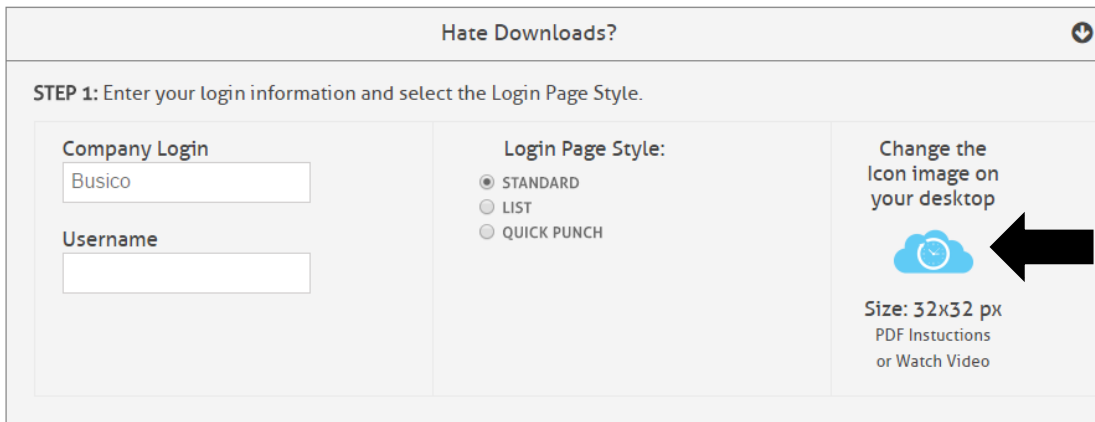 Hate Downloads?
STEP 1: Enter your login information and select the Login Page Style.
Company Login
Busico
Username
Login Page Style:
STANDARD
LIST
QUICK PUNCH
Change the
Icon image on
your desktop
Size: 32x32 px
PDF Instuctions
or Watch Video